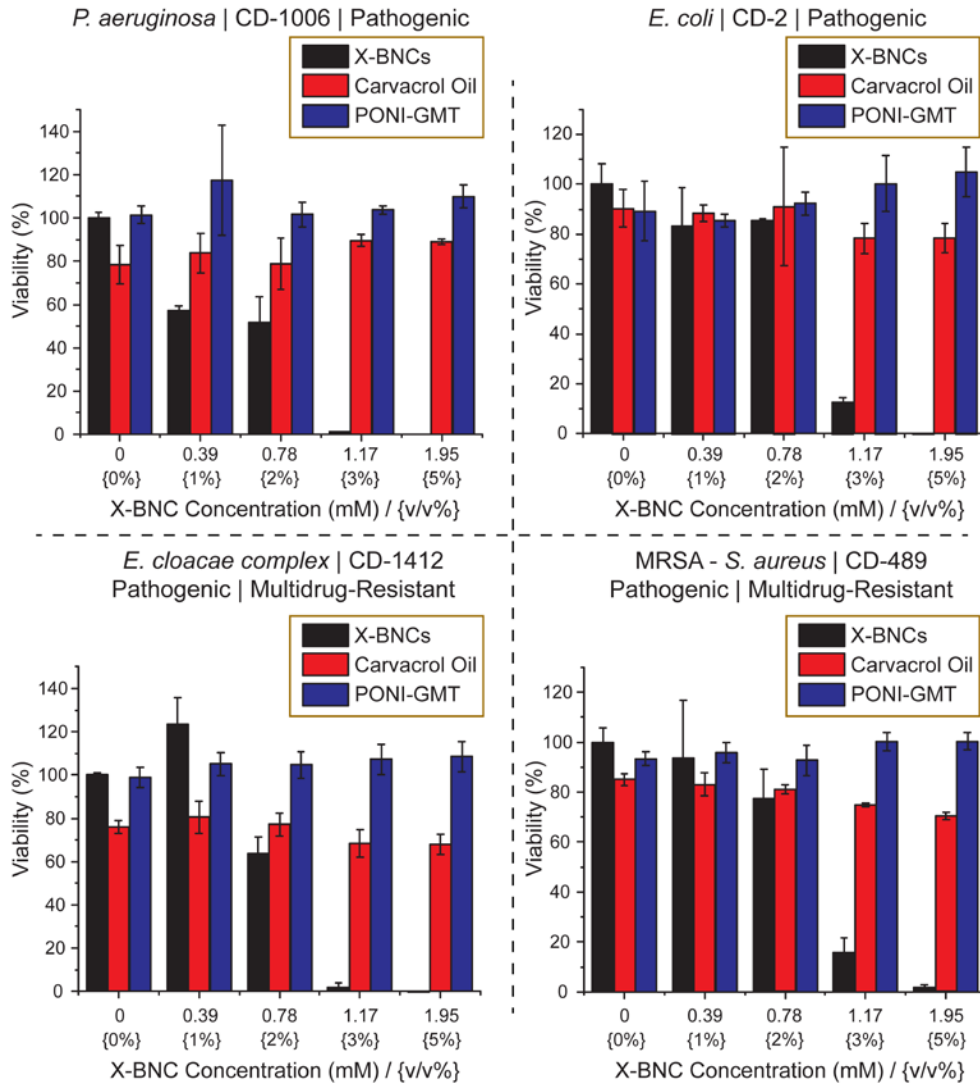 P. aeruginosa | CD-1006 | Pathogenic
X-BNCs
Carvacrol Oil
PONI-GMT
Viability (%)
140
120
100
80
60
40
20
0
0 0.39 0.78 1.17 1.95
{0%} {1%} {2%} {3%} {5%}
X-BNC Concentration (mM) / {v/v%}
E. coli | CD-2 | Pathogenic
X-BNCs
Carvacrol Oil
PONI-GMT
Viability (%)
120
100
80
60
40
20
0
0 0.39 0.78 1.17 1.95
{0%} {1%} {2%} {3%} {5%}
X-BNC Concentration (mM) / {v/v%}
E. cloacae complex | CD-1412
Pathogenic | Multidrug-Resistant
X-BNCs
Carvacrol Oil
PONI-GMT
Viability (%)
140
120
100
80
60
40
20
0
0 0.39 0.78 1.17 1.95
{0%} {1%} {2%} {3%} {5%}
X-BNC Concentration (mM) / {v/v%}
MRSA - S. aureus | CD-489
Pathogenic | Multidrug-Resistant
X-BNCs
Carvacrol Oil
PONI-GMT
Viability (%)
120
100
80
60
40
20
0
0 0.39 0.78 1.17 1.95
{0%} {1%} {2%} {3%} {5%}
X-BNC Concentration (mM) / {v/v%}